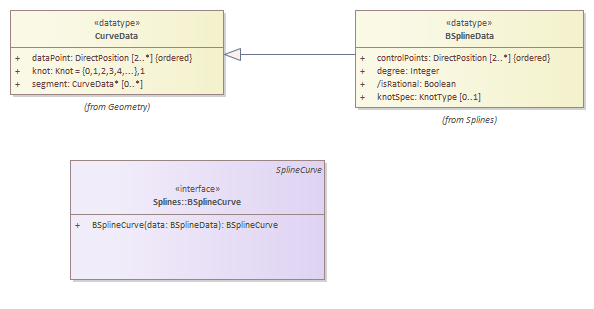 «datatype»
CurveData
+ dataPoint: DirectPosition [2..*] {ordered}
+ knot: Knot = {0,1,2,3,4,...},1
+ segment: CurveData* [0..*]
(from Geometry)
«datatype»
BSplineData
+ controlPoints: DirectPosition [2..*] {ordered}
+ degree: Integer
+ /isRational: Boolean
+ knotSpec: KnotType [0..1]
(from Splines)
SplineCurve
«interface»
Splines::BSplineCurve
+ BSplineCurve(data: BSplineData): BSplineCurve